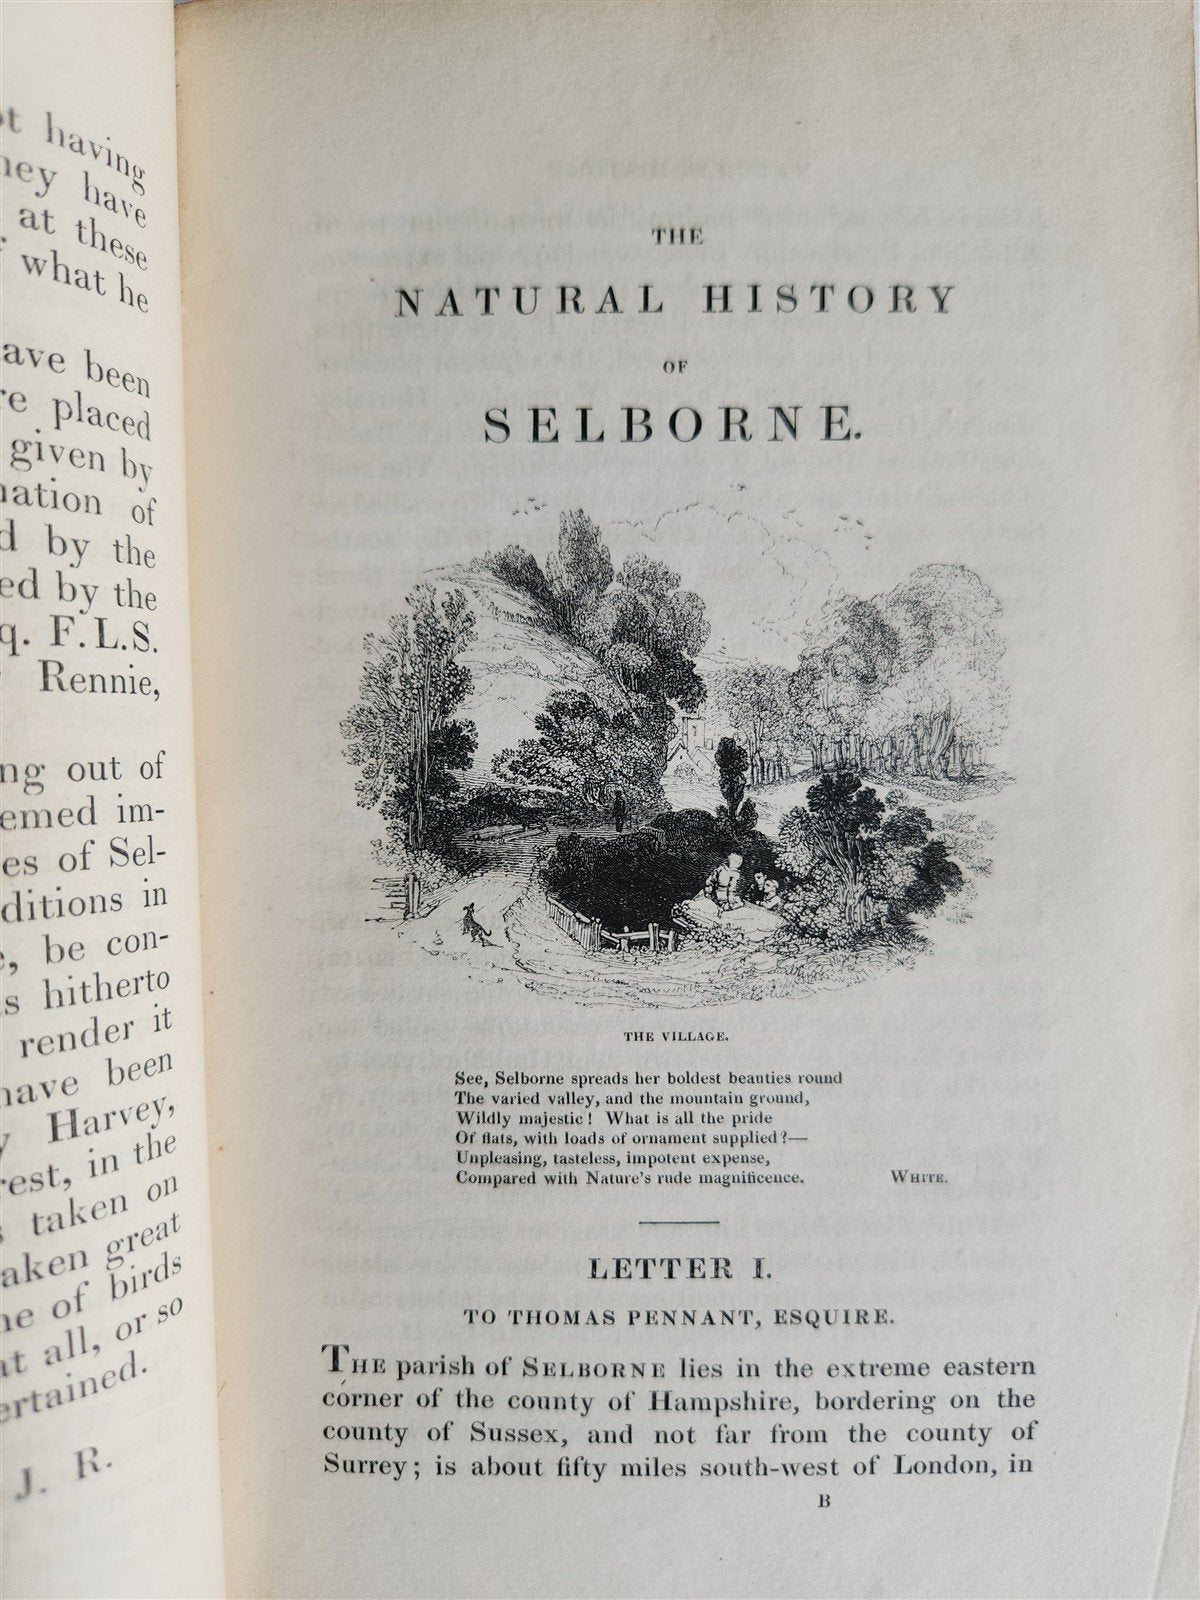 having
have
at these
what he
been
placed
given by
of
by the
ed by the
q. F.L.S.
Rennie,
ng out of
emed im-
es of Sel-
ditions in
be con-
hitherto
render it
have been
Harvey,
rest, in the
taken on
aken great
ne of birds
at all, or so
ertained.
J. R.
THE
NATURAL HISTORY
OF
SELBORNE.
THE VILLAGE.
See, Selborne spreads her boldest beauties round
The varied valley, and the mountain ground,
Wildly majestic! What is all the pride
Of flats, with loads of ornament supplied?—
Unpleasing, tasteless, impotent expense,
Compared with Nature's rude magnificence. WHITE.
LETTER I.
TO THOMAS PENNANT, ESQUIRE.
THE parish of SELBORNE lies in the extreme eastern
corner of the county of Hampshire, bordering on the
county of Sussex, and not far from the county of
Surrey; is about fifty miles south-west of London, in
B